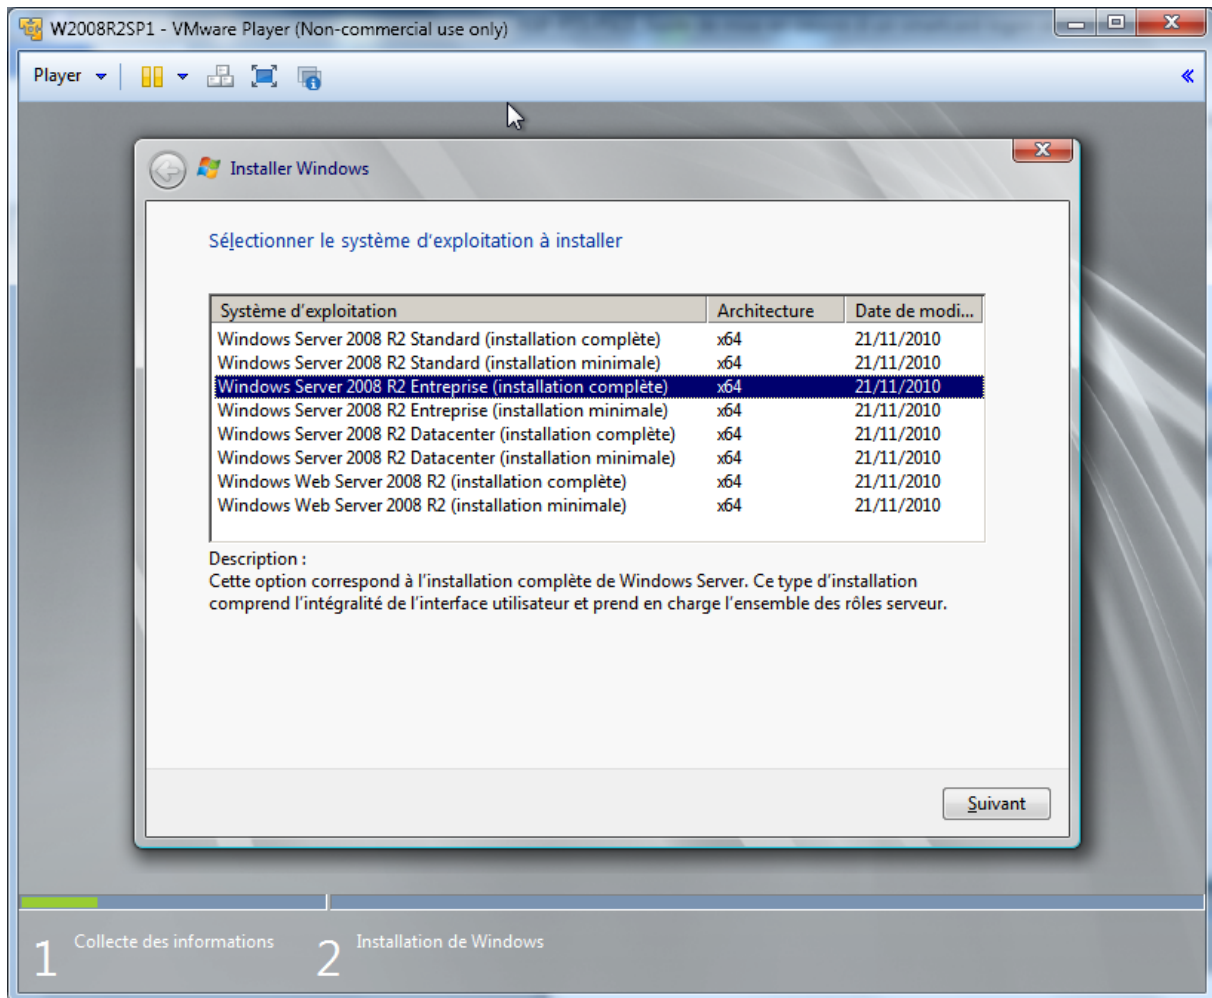 W2008R2SP1 - VMware Player (Non-commercial use only)
Player
Installer Windows
Sélectionner le système d'exploitation à installer
Système d'exploitation Architecture Date de modi...
Windows Server 2008 R2 Standard (installation complète) x64 21/11/2010
Windows Server 2008 R2 Standard (installation minimale) x64 21/11/2010
Windows Server 2008 R2 Entreprise (installation complète) x64 21/11/2010
Windows Server 2008 R2 Entreprise (installation minimale) x64 21/11/2010
Windows Server 2008 R2 Datacenter (installation complète) x64 21/11/2010
Windows Server 2008 R2 Datacenter (installation minimale) x64 21/11/2010
Windows Web Server 2008 R2 (installation complète) x64 21/11/2010
Windows Web Server 2008 R2 (installation minimale) x64 21/11/2010
Description :
Cette option correspond à l'installation complète de Windows Server. Ce type d'installation
comprend l'intégralité de l'interface utilisateur et prend en charge l'ensemble des rôles serveur.
Suivant
1 Collecte des informations 2 Installation de Windows